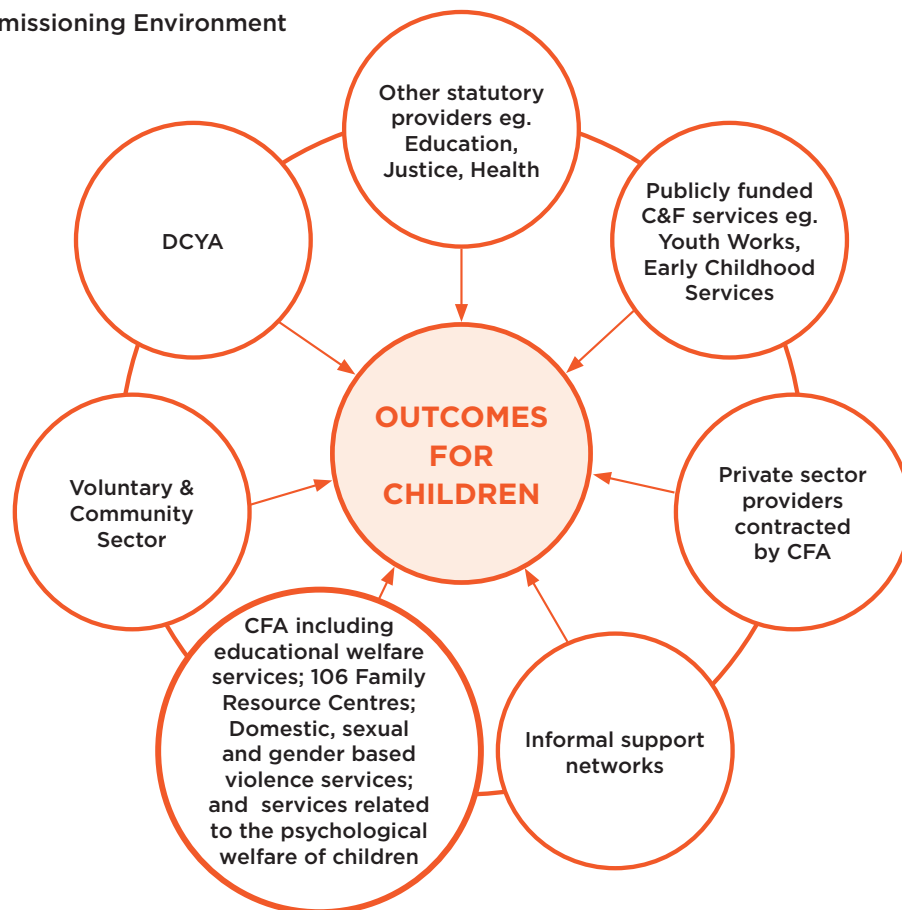 missioning Environment
Other statutory
providers eg.
Education,
Justice, Health
Publicly funded
C&F services eg.
Youth Works,
Early Childhood
Services
DCYA
OUTCOMES
FOR
CHILDREN
Private sector
providers
contracted
by CFA
Voluntary &
Community
Sector
CFA including
educational welfare
services; 106 Family
Resource Centres;
Domestic, sexual
and gender based
violence services;
and services related
to the psychological
welfare of children
Informal support
networks